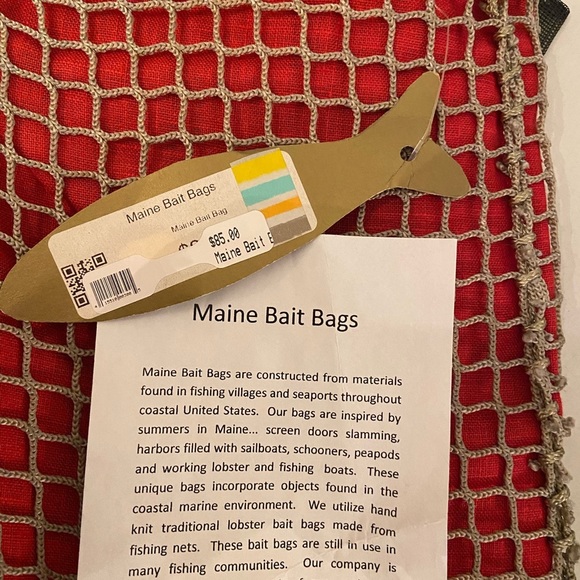 Maine Bait Bags
Maine Bait Bag
$85.00
Maine Bait
Maine Bait Bags
Maine Bait Bags are constructed from materials
found in fishing villages and seaports throughout
coastal United States. Our bags are inspired by
summers in Maine... screen doors slamming,
harbors filled with sailboats, schooners, peapods
and working lobster and fishing boats. These
unique bags incorporate objects found in the
coastal marine environment. We utilize hand
knit traditional lobster bait bags made from
fishing nets. These bait bags are still in use in
many fishing communities. Our company is